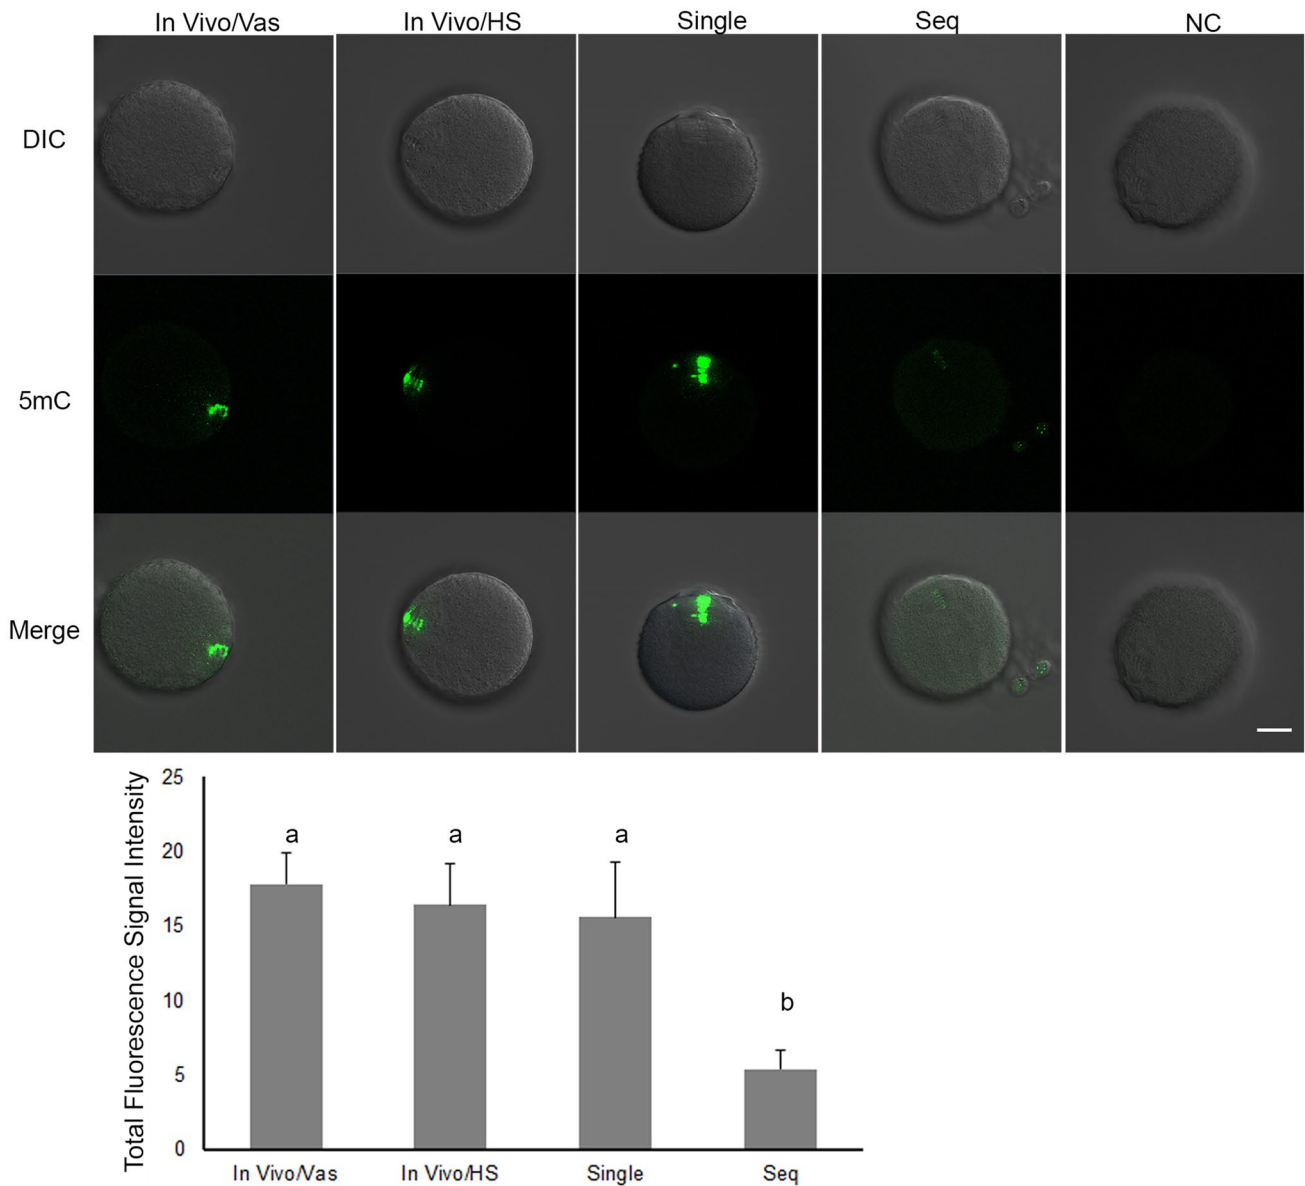 In Vivo/Vas In Vivo/HS Single Seq NC
DIC
5mC
Merge
Total Fluorescence Signal Intensity
25
20
15
10
5
0
a a a b
In Vivo/Vas In Vivo/HS Single Seq